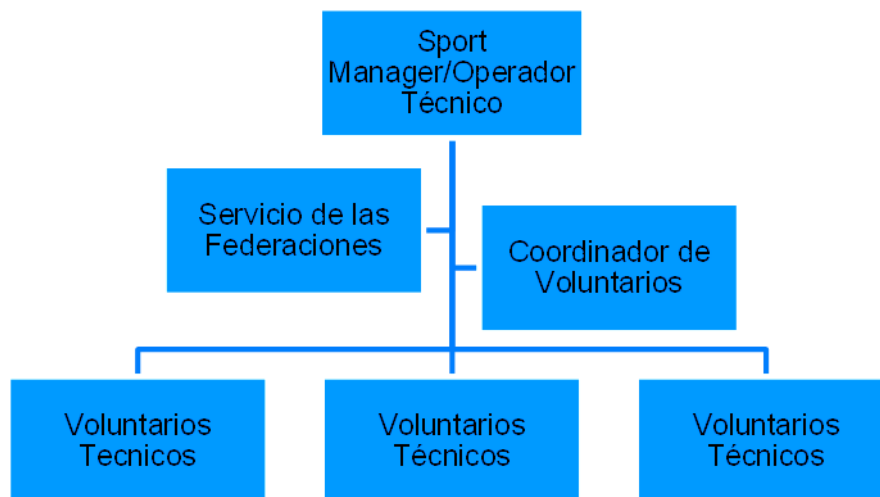 Sport
Manager/Operador
Técnico
Servicio de las
Federaciones
Coordinador de
Voluntarios
Voluntarios
Tecnicos
Voluntarios
Técnicos
Voluntarios
Técnicos